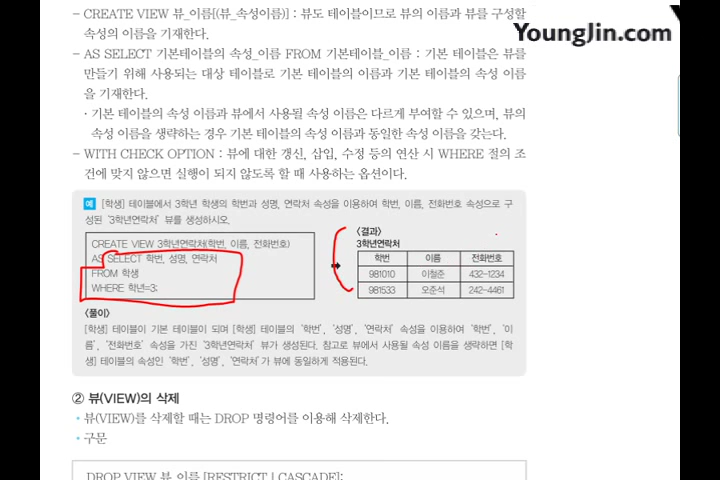 YoungJin.com
– CREATE VIEW 뷰_이름[(뷰_속성이름)] : 뷰도 테이블이므로 뷰의 이름과 뷰를 구성할
속성의 이름을 기재한다.
– AS SELECT 기본테이블의 속성_이름 FROM 기본테이블_이름 : 기본 테이블은 뷰를
만들기 위해 사용되는 대상 테이블로 기본 테이블의 이름과 기본 테이블의 속성 이름
을 기재한다.
· 기본 테이블의 속성 이름과 뷰에서 사용될 속성 이름은 다르게 부여할 수 있으며, 뷰의
속성 이름을 생략하는 경우 기본 테이블의 속성 이름과 동일한 속성 이름을 갖는다.
– WITH CHECK OPTION : 뷰에 대한 갱신, 삽입, 수정 등의 연산 시 WHERE 절의 조
건에 맞지 않으면 실행이 되지 않도록 할 때 사용하는 옵션이다.
예 [학생] 테이블에서 3학년 학생의 학번과 성명, 연락처 속성을 이용하여 학번, 이름, 전화번호 속성으로 구
성된 '3학년연락처' 뷰를 생성하시오.
CREATE VIEW 3학년연락처(학번, 이름, 전화번호)
AS SELECT 학번, 성명, 연락처
FROM 학생
WHERE 학년=3;
<결과>
3학년연락처
학번 이름 전화번호
981010 이철준 432-1234
981533 오준석 242-4461
<풀이>
[학생] 테이블이 기본 테이블이 되며 [학생] 테이블의 '학번', '성명', '연락처' 속성을 이용하여 '학번', '이
름', '전화번호' 속성을 가진 '3학년연락처' 뷰가 생성된다. 참고로 뷰에서 사용될 속성 이름을 생략하면 [학
생] 테이블의 속성인 '학번', '성명', '연락처'가 뷰에 동일하게 적용된다.
② 뷰(VIEW)의 삭제
• 뷰(VIEW)를 삭제할 때는 DROP 명령어를 이용해 삭제한다.
• 구문
DROP VIEW 뷰_이름 [RESTRICT | CASCADE];